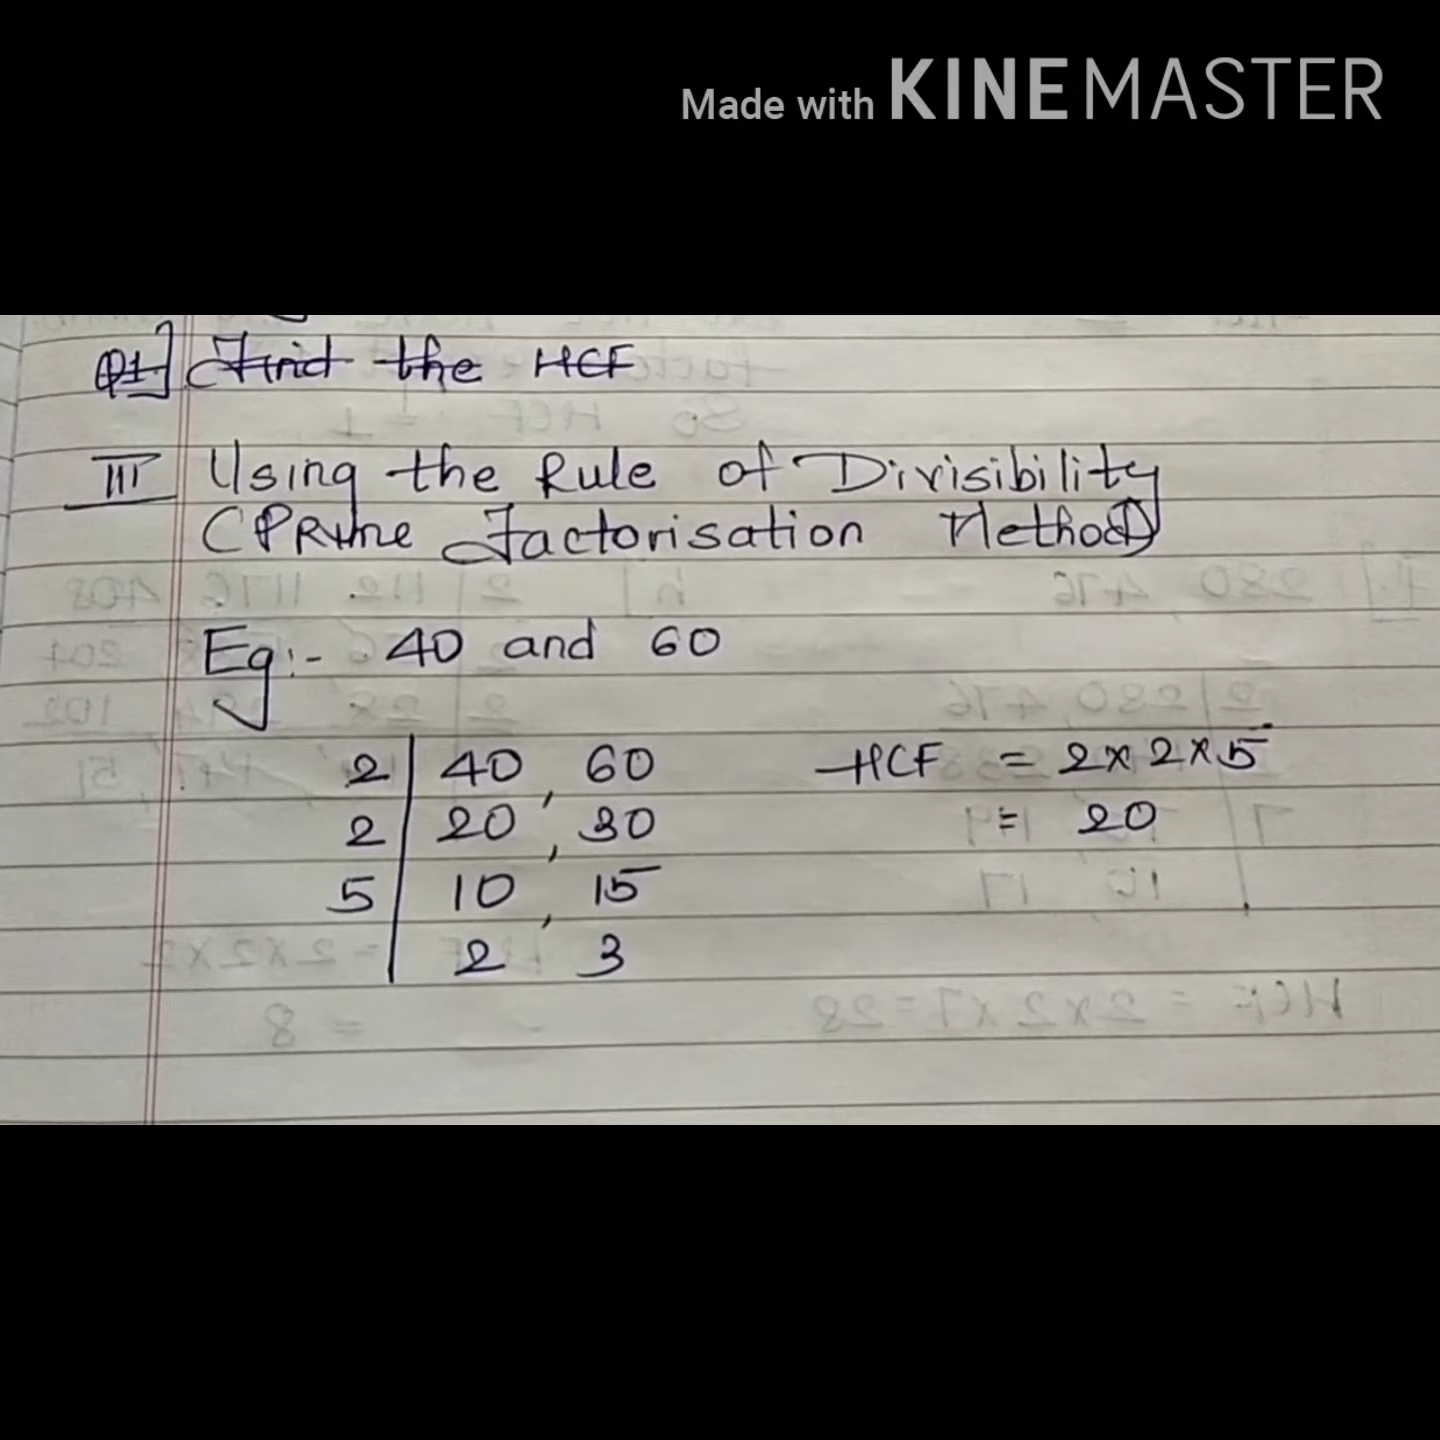 Made with KINEMASTER
Q1] Find the HCF
III Using the Rule of Divisibility
(PRime Factorisation Method)
Eg:- 40 and 60
2 | 40, 60 HCF = 2 x 2 x 5
2 | 20, 30 = 20
5 | 10, 15
2 3